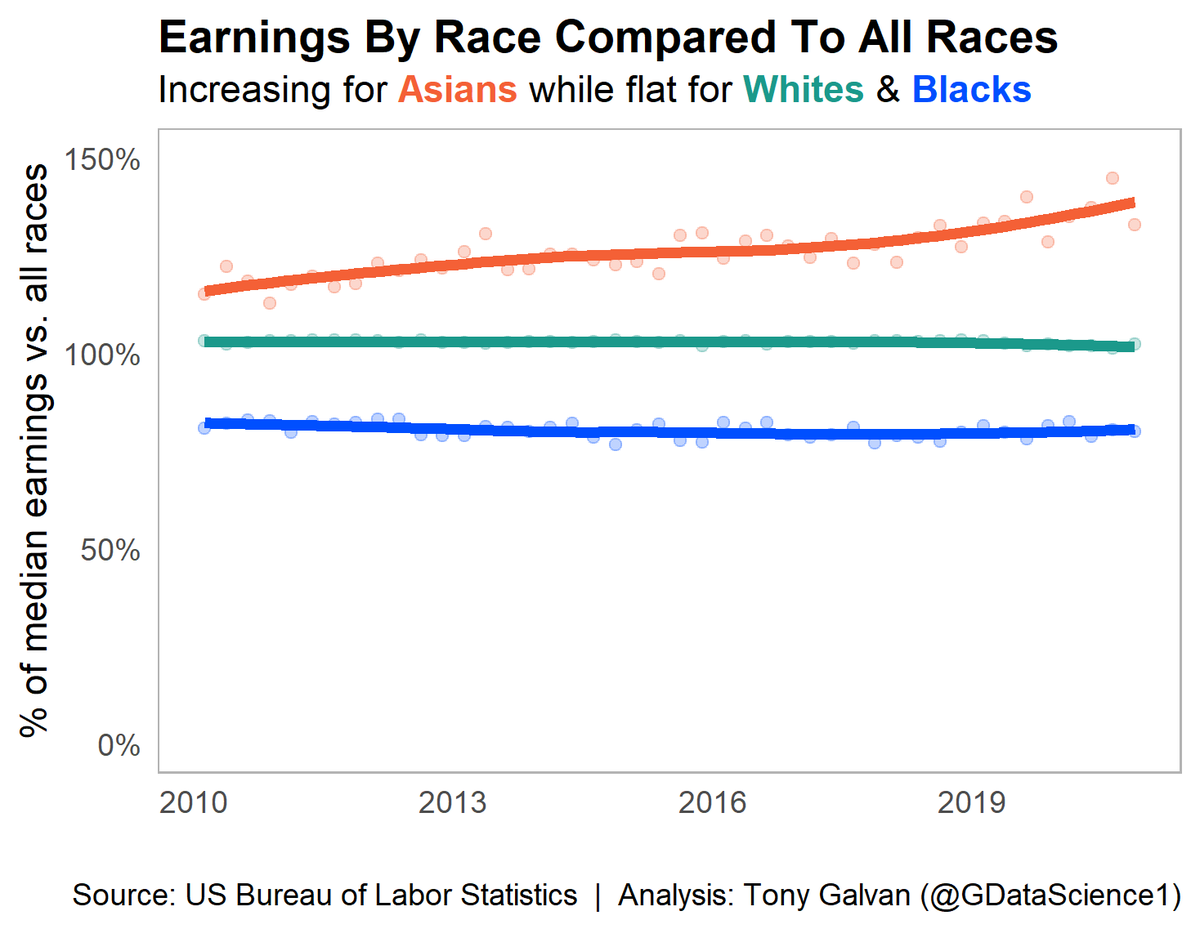 Earnings By Race Compared To All Races
Increasing for Asians while flat for Whites & Blacks
% of median earnings vs. all races
150%
100%
50%
0%
2010 2013 2016 2019
Source: US Bureau of Labor Statistics | Analysis: Tony Galvan (@GDataScience1)